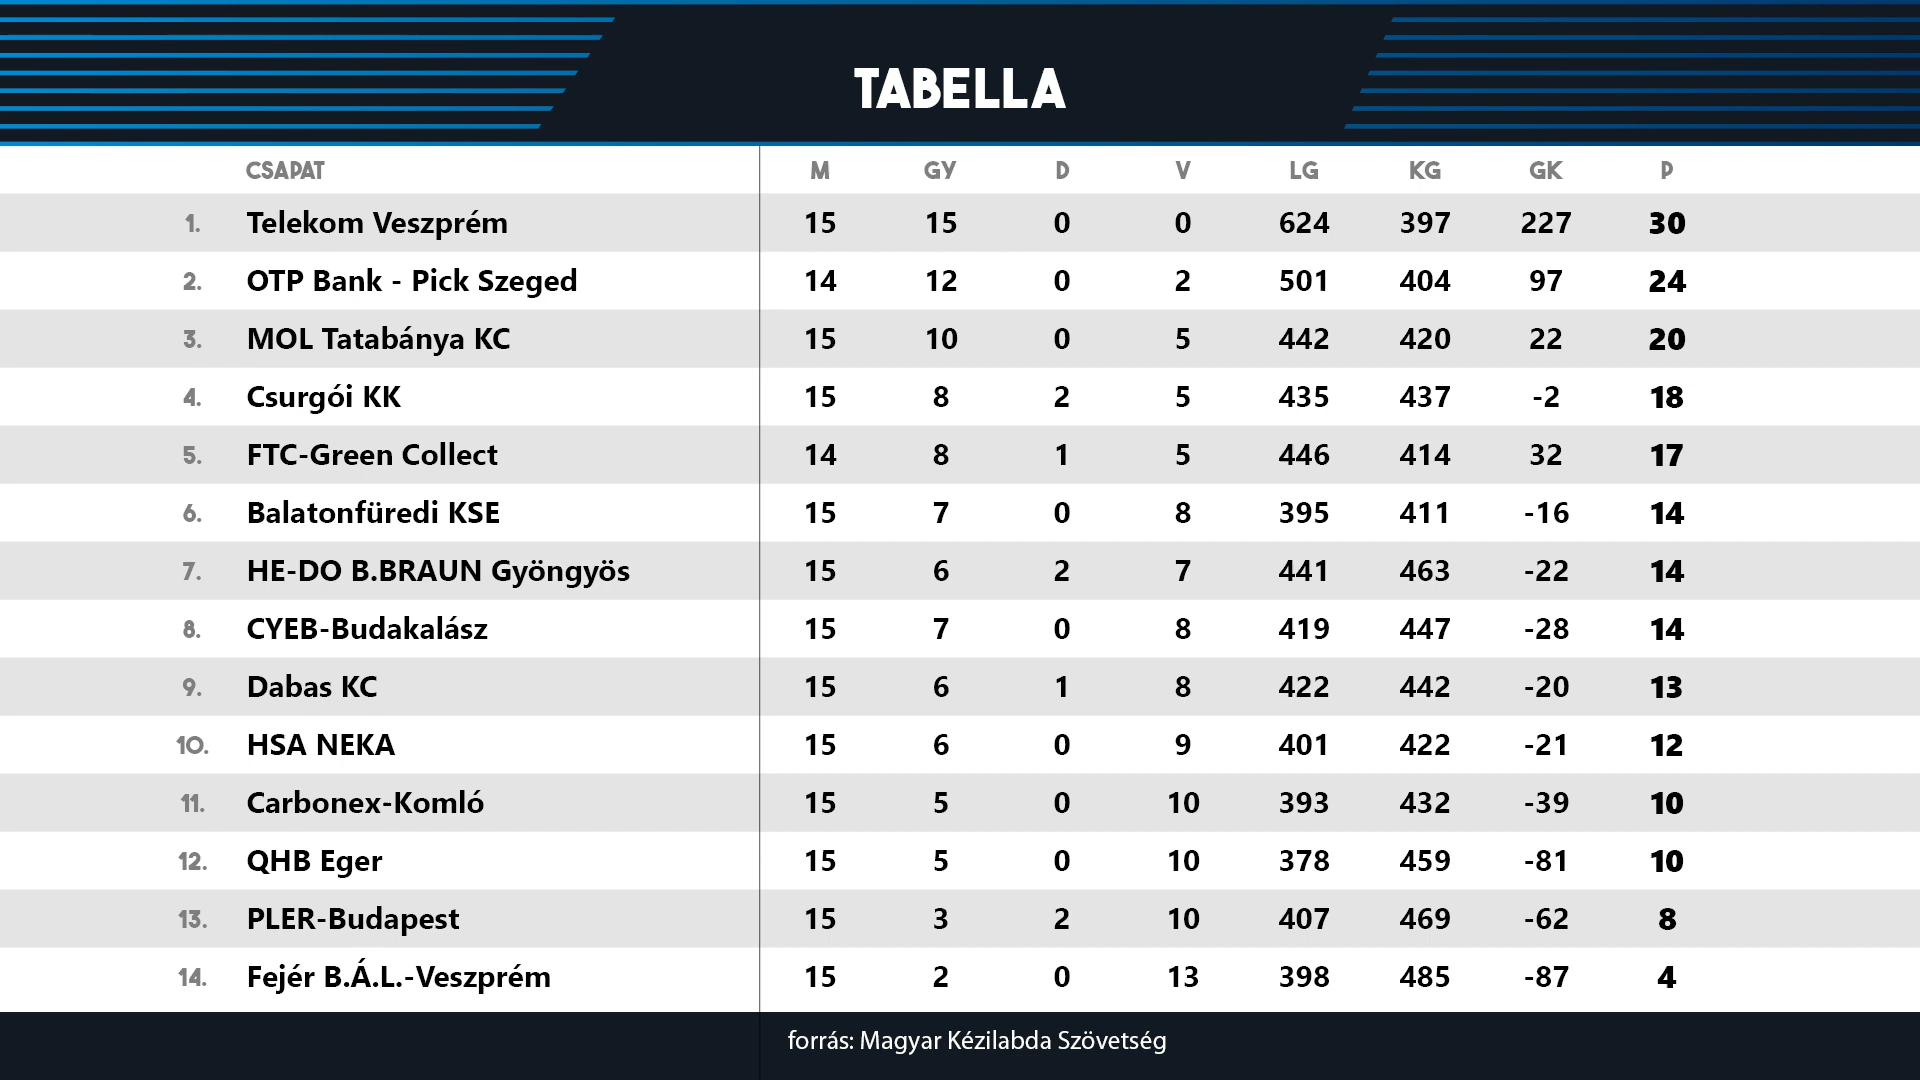 TABELLA
CSAPAT M GY D V LG KG GK P
1. Telekom Veszprém 15 15 0 0 624 397 227 30
2. OTP Bank - Pick Szeged 14 12 0 2 501 404 97 24
3. MOL Tatabánya KC 15 10 0 5 442 420 22 20
4. Csurgói KK 15 8 2 5 435 437 -2 18
5. FTC-Green Collect 14 8 1 5 446 414 32 17
6. Balatonfüredi KSE 15 7 0 8 395 411 -16 14
7. HE-DO B.BRAUN Gyöngyös 15 6 2 7 441 463 -22 14
8. CYEB-Budakalász 15 7 0 8 419 447 -28 14
9. Dabas KC 15 6 1 8 422 442 -20 13
10. HSA NEKA 15 6 0 9 401 422 -21 12
11. Carbonex-Komló 15 5 0 10 393 432 -39 10
12. QHB Eger 15 5 0 10 378 459 -81 10
13. PLER-Budapest 15 3 2 10 407 469 -62 8
14. Fejér B.Á.L.-Veszprém 15 2 0 13 398 485 -87 4
forrás: Magyar Kézilabda Szövetség